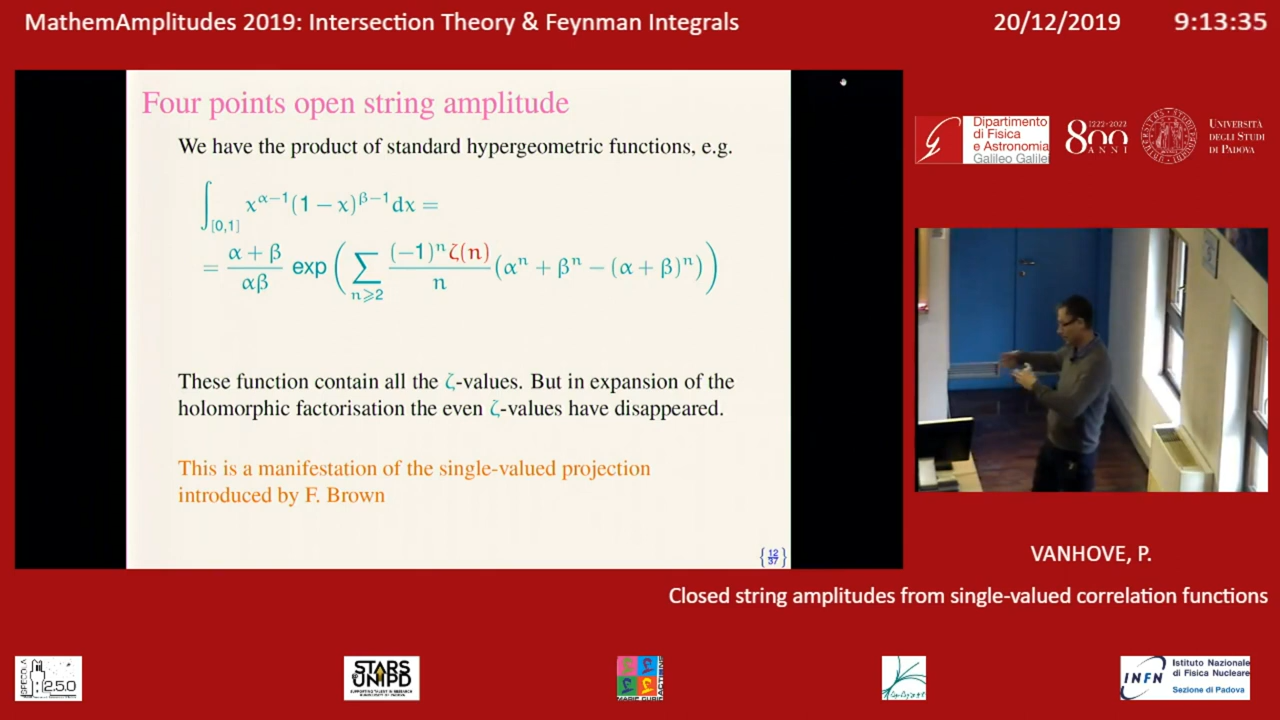 MathemAmplitudes 2019: Intersection Theory & Feynman Integrals
20/12/2019
9:13:35
Four points open string amplitude
We have the product of standard hypergeometric functions, e.g.
∫[0,1] x^{α−1}(1 − x)^{β−1}dx =
= \frac{α + β}{αβ} exp( ∑_{n⩾2} \frac{(−1)^n ζ(n)}{n} (α^n + β^n − (α + β)^n) )
These function contain all the ζ-values. But in expansion of the
holomorphic factorisation the even ζ-values have disappeared.
This is a manifestation of the single-valued projection
introduced by F. Brown
{12/37}
Dipartimento
di Fisica
e Astronomia
Galileo Galilei
1222-2022
800
ANNI
UNIVERSITÀ
DEGLI STUDI
DI PADOVA
VANHOVE, P.
Closed string amplitudes from single-valued correlation functions
2.5.0
STARS
UNIPD
INFN
Istituto Nazionale
di Fisica Nucleare
Sezione di Padova